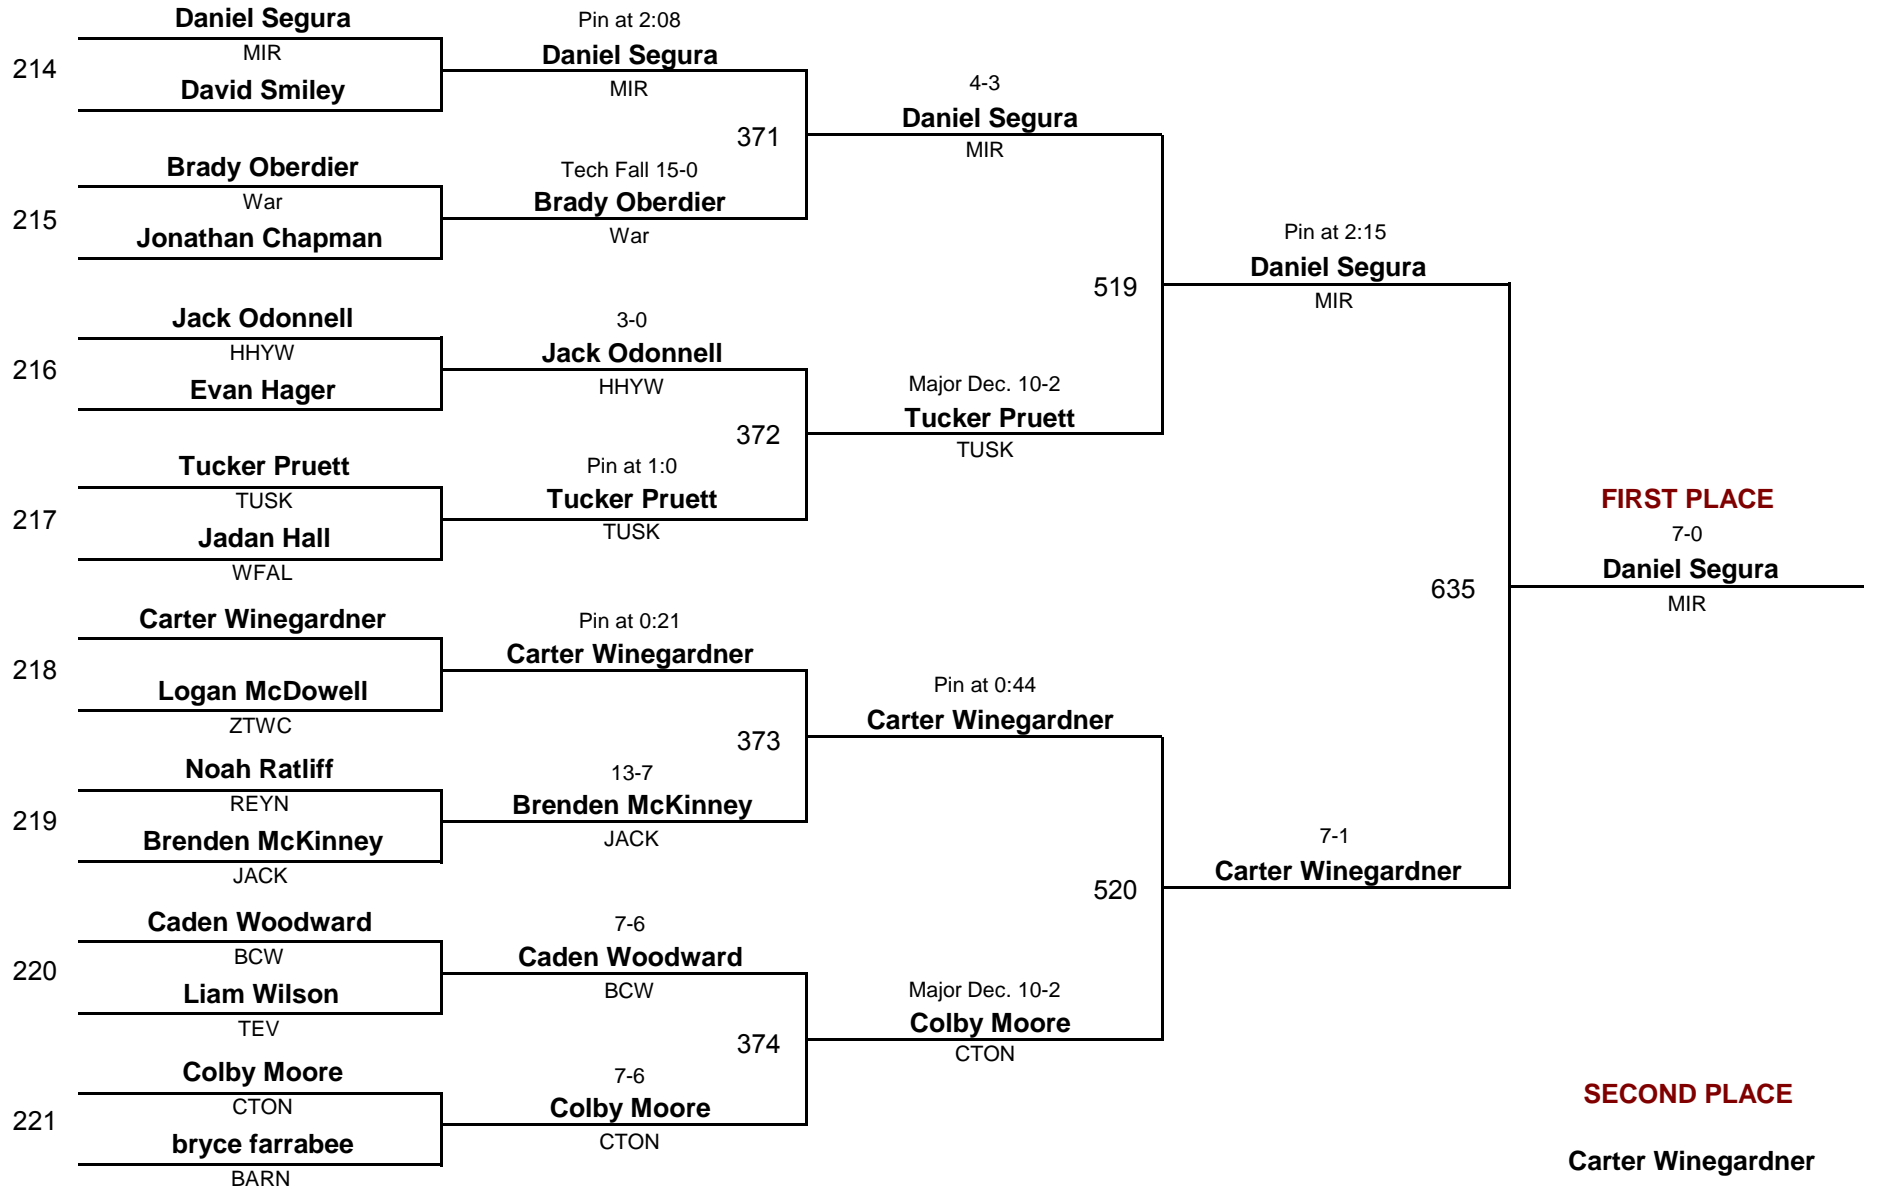 Daniel Segura
MIR
214
David Smiley
Brady Oberdier
War
215
Jonathan Chapman
Jack Odonnell
HHYW
216
Evan Hager
Tucker Pruett
TUSK
217
Jadan Hall
WFAL
Carter Winegardner
218
Logan McDowell
ZTWC
Noah Ratliff
REYN
219
Brenden McKinney
JACK
Caden Woodward
BCW
220
Liam Wilson
TEV
Colby Moore
CTON
221
bryce farrabee
BARN
Pin at 2:08
Daniel Segura
MIR
371
Tech Fall 15-0
Brady Oberdier
War
3-0
Jack Odonnell
HHYW
372
Pin at 1:0
Tucker Pruett
TUSK
Pin at 0:21
Carter Winegardner
373
13-7
Brenden McKinney
JACK
7-6
Caden Woodward
BCW
374
7-6
Colby Moore
CTON
4-3
Daniel Segura
MIR
519
Major Dec. 10-2
Tucker Pruett
TUSK
Pin at 0:44
Carter Winegardner
520
Major Dec. 10-2
Colby Moore
CTON
Pin at 2:15
Daniel Segura
MIR
635
7-1
Carter Winegardner
FIRST PLACE
7-0
Daniel Segura
MIR
SECOND PLACE
Carter Winegardner